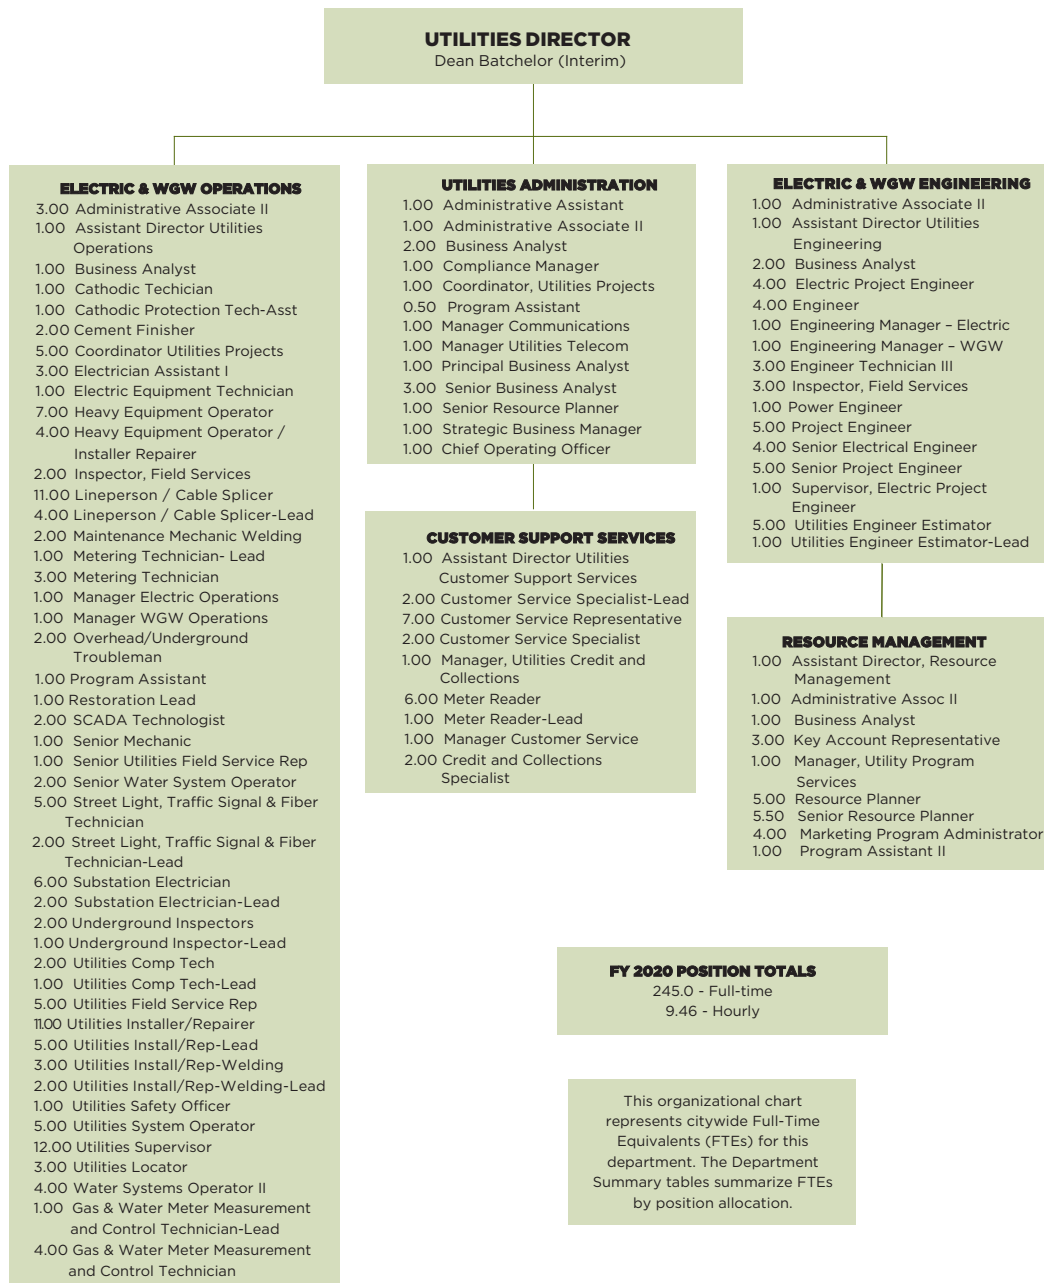 UTILITIES DIRECTOR
Dean Batchelor (Interim)
ELECTRIC & WGW OPERATIONS
3.00 Administrative Associate II
1.00 Assistant Director Utilities
Operations
1.00 Business Analyst
1.00 Cathodic Techician
1.00 Cathodic Protection Tech-Asst
2.00 Cement Finisher
5.00 Coordinator Utilities Projects
3.00 Electrician Assistant I
1.00 Electric Equipment Technician
7.00 Heavy Equipment Operator
4.00 Heavy Equipment Operator /
Installer Repairer
2.00 Inspector, Field Services
11.00 Lineperson / Cable Splicer
4.00 Lineperson / Cable Splicer-Lead
2.00 Maintenance Mechanic Welding
1.00 Metering Technician- Lead
3.00 Metering Technician
1.00 Manager Electric Operations
1.00 Manager WGW Operations
2.00 Overhead/Underground
Troubleman
1.00 Program Assistant
1.00 Restoration Lead
2.00 SCADA Technologist
1.00 Senior Mechanic
1.00 Senior Utilities Field Service Rep
2.00 Senior Water System Operator
5.00 Street Light, Traffic Signal & Fiber
Technician
2.00 Street Light, Traffic Signal & Fiber
Technician-Lead
6.00 Substation Electrician
2.00 Substation Electrician-Lead
2.00 Underground Inspectors
1.00 Underground Inspector-Lead
2.00 Utilities Comp Tech
1.00 Utilities Comp Tech-Lead
5.00 Utilities Field Service Rep
11.00 Utilities Installer/Repairer
5.00 Utilities Install/Rep-Lead
3.00 Utilities Install/Rep-Welding
2.00 Utilities Install/Rep-Welding-Lead
1.00 Utilities Safety Officer
5.00 Utilities System Operator
12.00 Utilities Supervisor
3.00 Utilities Locator
4.00 Water Systems Operator II
1.00 Gas & Water Meter Measurement
and Control Technician-Lead
4.00 Gas & Water Meter Measurement
and Control Technician
UTILITIES ADMINISTRATION
1.00 Administrative Assistant
1.00 Administrative Associate II
2.00 Business Analyst
1.00 Compliance Manager
1.00 Coordinator, Utilities Projects
0.50 Program Assistant
1.00 Manager Communications
1.00 Manager Utilities Telecom
1.00 Principal Business Analyst
3.00 Senior Business Analyst
1.00 Senior Resource Planner
1.00 Strategic Business Manager
1.00 Chief Operating Officer
CUSTOMER SUPPORT SERVICES
1.00 Assistant Director Utilities
Customer Support Services
2.00 Customer Service Specialist-Lead
7.00 Customer Service Representative
2.00 Customer Service Specialist
1.00 Manager, Utilities Credit and
Collections
6.00 Meter Reader
1.00 Meter Reader-Lead
1.00 Manager Customer Service
2.00 Credit and Collections
Specialist
ELECTRIC & WGW ENGINEERING
1.00 Administrative Associate II
1.00 Assistant Director Utilities
Engineering
2.00 Business Analyst
4.00 Electric Project Engineer
4.00 Engineer
1.00 Engineering Manager – Electric
1.00 Engineering Manager – WGW
3.00 Engineer Technician III
3.00 Inspector, Field Services
1.00 Power Engineer
5.00 Project Engineer
4.00 Senior Electrical Engineer
5.00 Senior Project Engineer
1.00 Supervisor, Electric Project
Engineer
5.00 Utilities Engineer Estimator
1.00 Utilities Engineer Estimator-Lead
RESOURCE MANAGEMENT
1.00 Assistant Director, Resource
Management
1.00 Administrative Assoc II
1.00 Business Analyst
3.00 Key Account Representative
1.00 Manager, Utility Program
Services
5.00 Resource Planner
5.50 Senior Resource Planner
4.00 Marketing Program Administrator
1.00 Program Assistant II
FY 2020 POSITION TOTALS
245.0 - Full-time
9.46 - Hourly
This organizational chart
represents citywide Full-Time
Equivalents (FTEs) for this
department. The Department
Summary tables summarize FTEs
by position allocation.